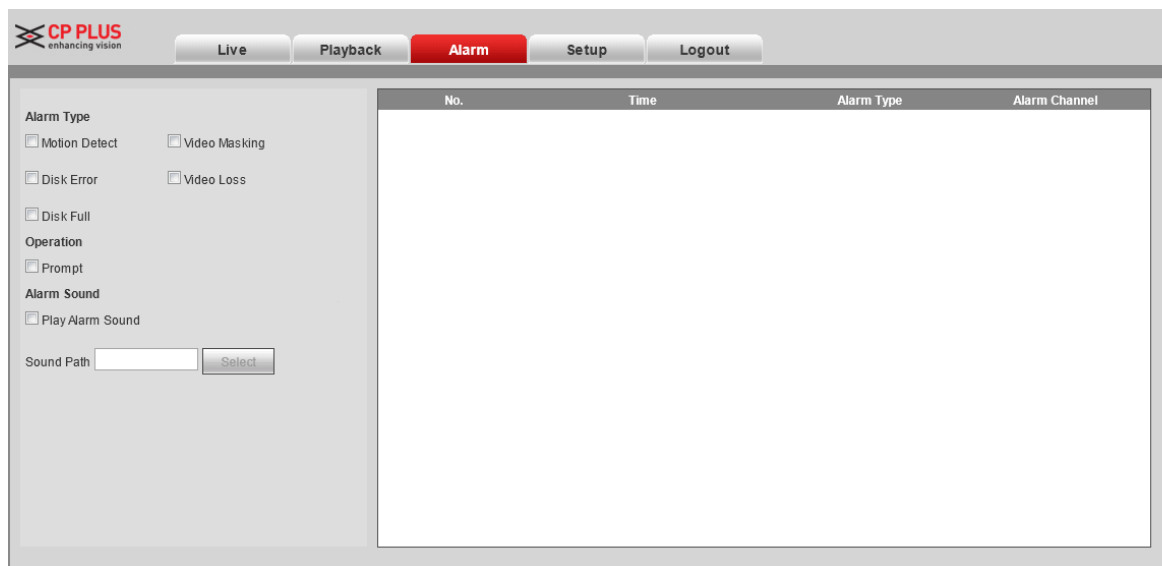 CP PLUS
enhancing vision
Live Playback Alarm Setup Logout
No. Time Alarm Type Alarm Channel
Alarm Type
Motion Detect Video Masking
Disk Error Video Loss
Disk Full
Operation
Prompt
Alarm Sound
Play Alarm Sound
Sound Path Select